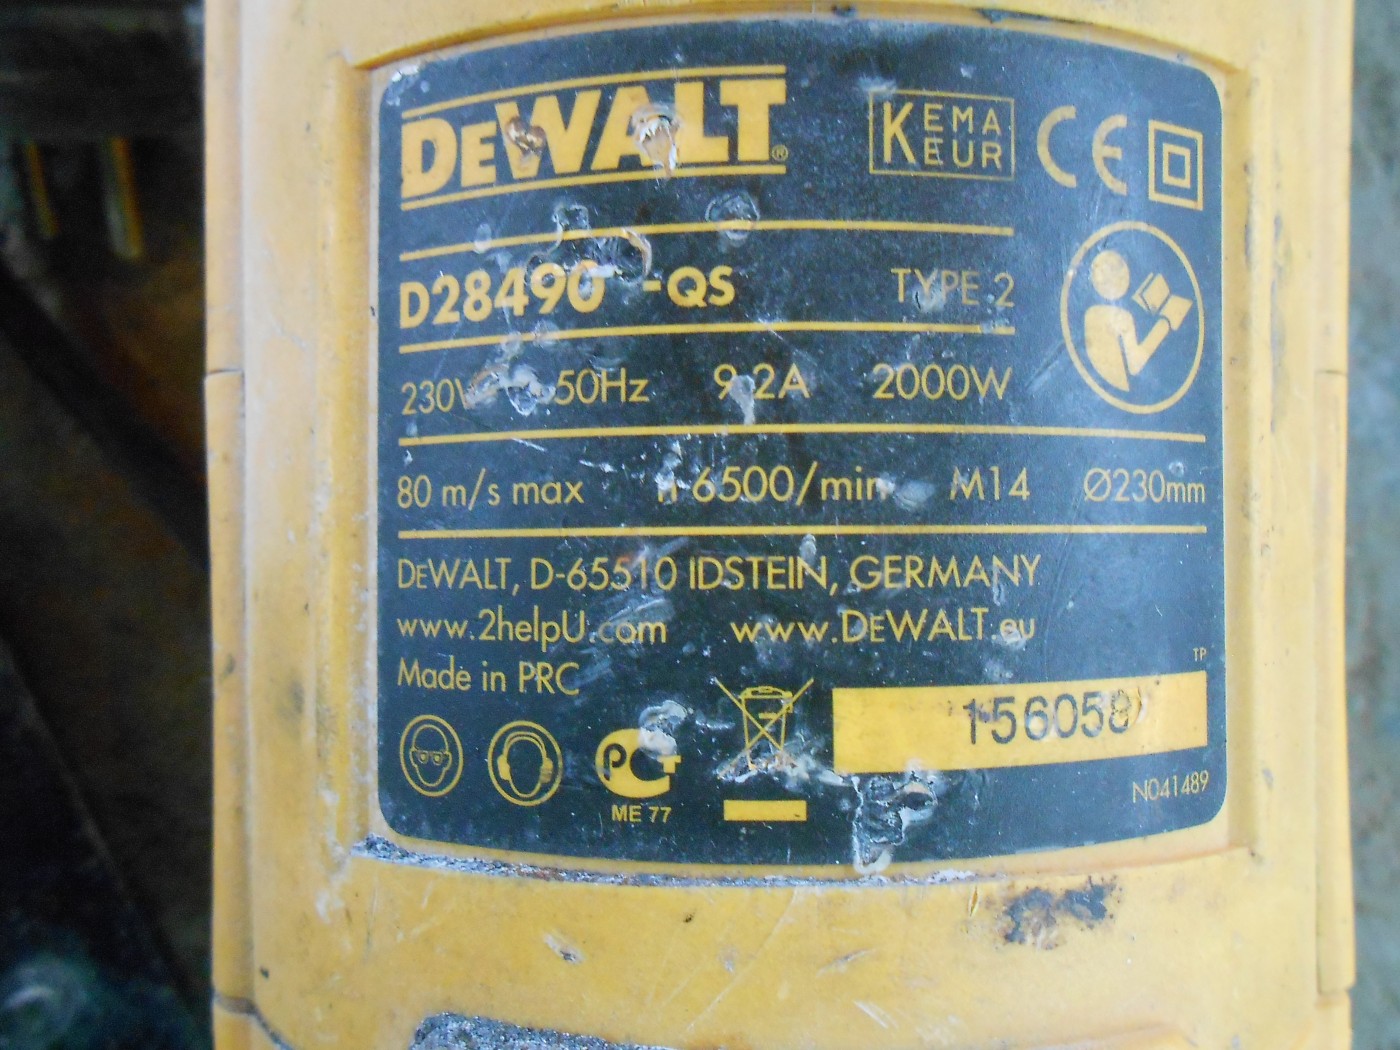 DEWALT®
KEMA
KEUR
CE
D28490 -QS TYPE 2
230V 50Hz 9.2A 2000W
80 m/s max n 6500/min M14 Ø230mm
DEWALT, D-65510 IDSTEIN, GERMANY
www.2helpU.com www.DEWALT.eu
Made in PRC
TP
156058
ME 77
N041489